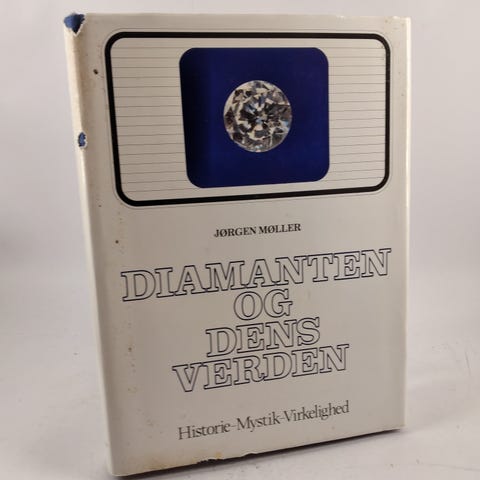 JØRGEN MØLLER
DIAMANTEN
OG
DENS
VERDEN
Historie-Mystik-Virkelighed